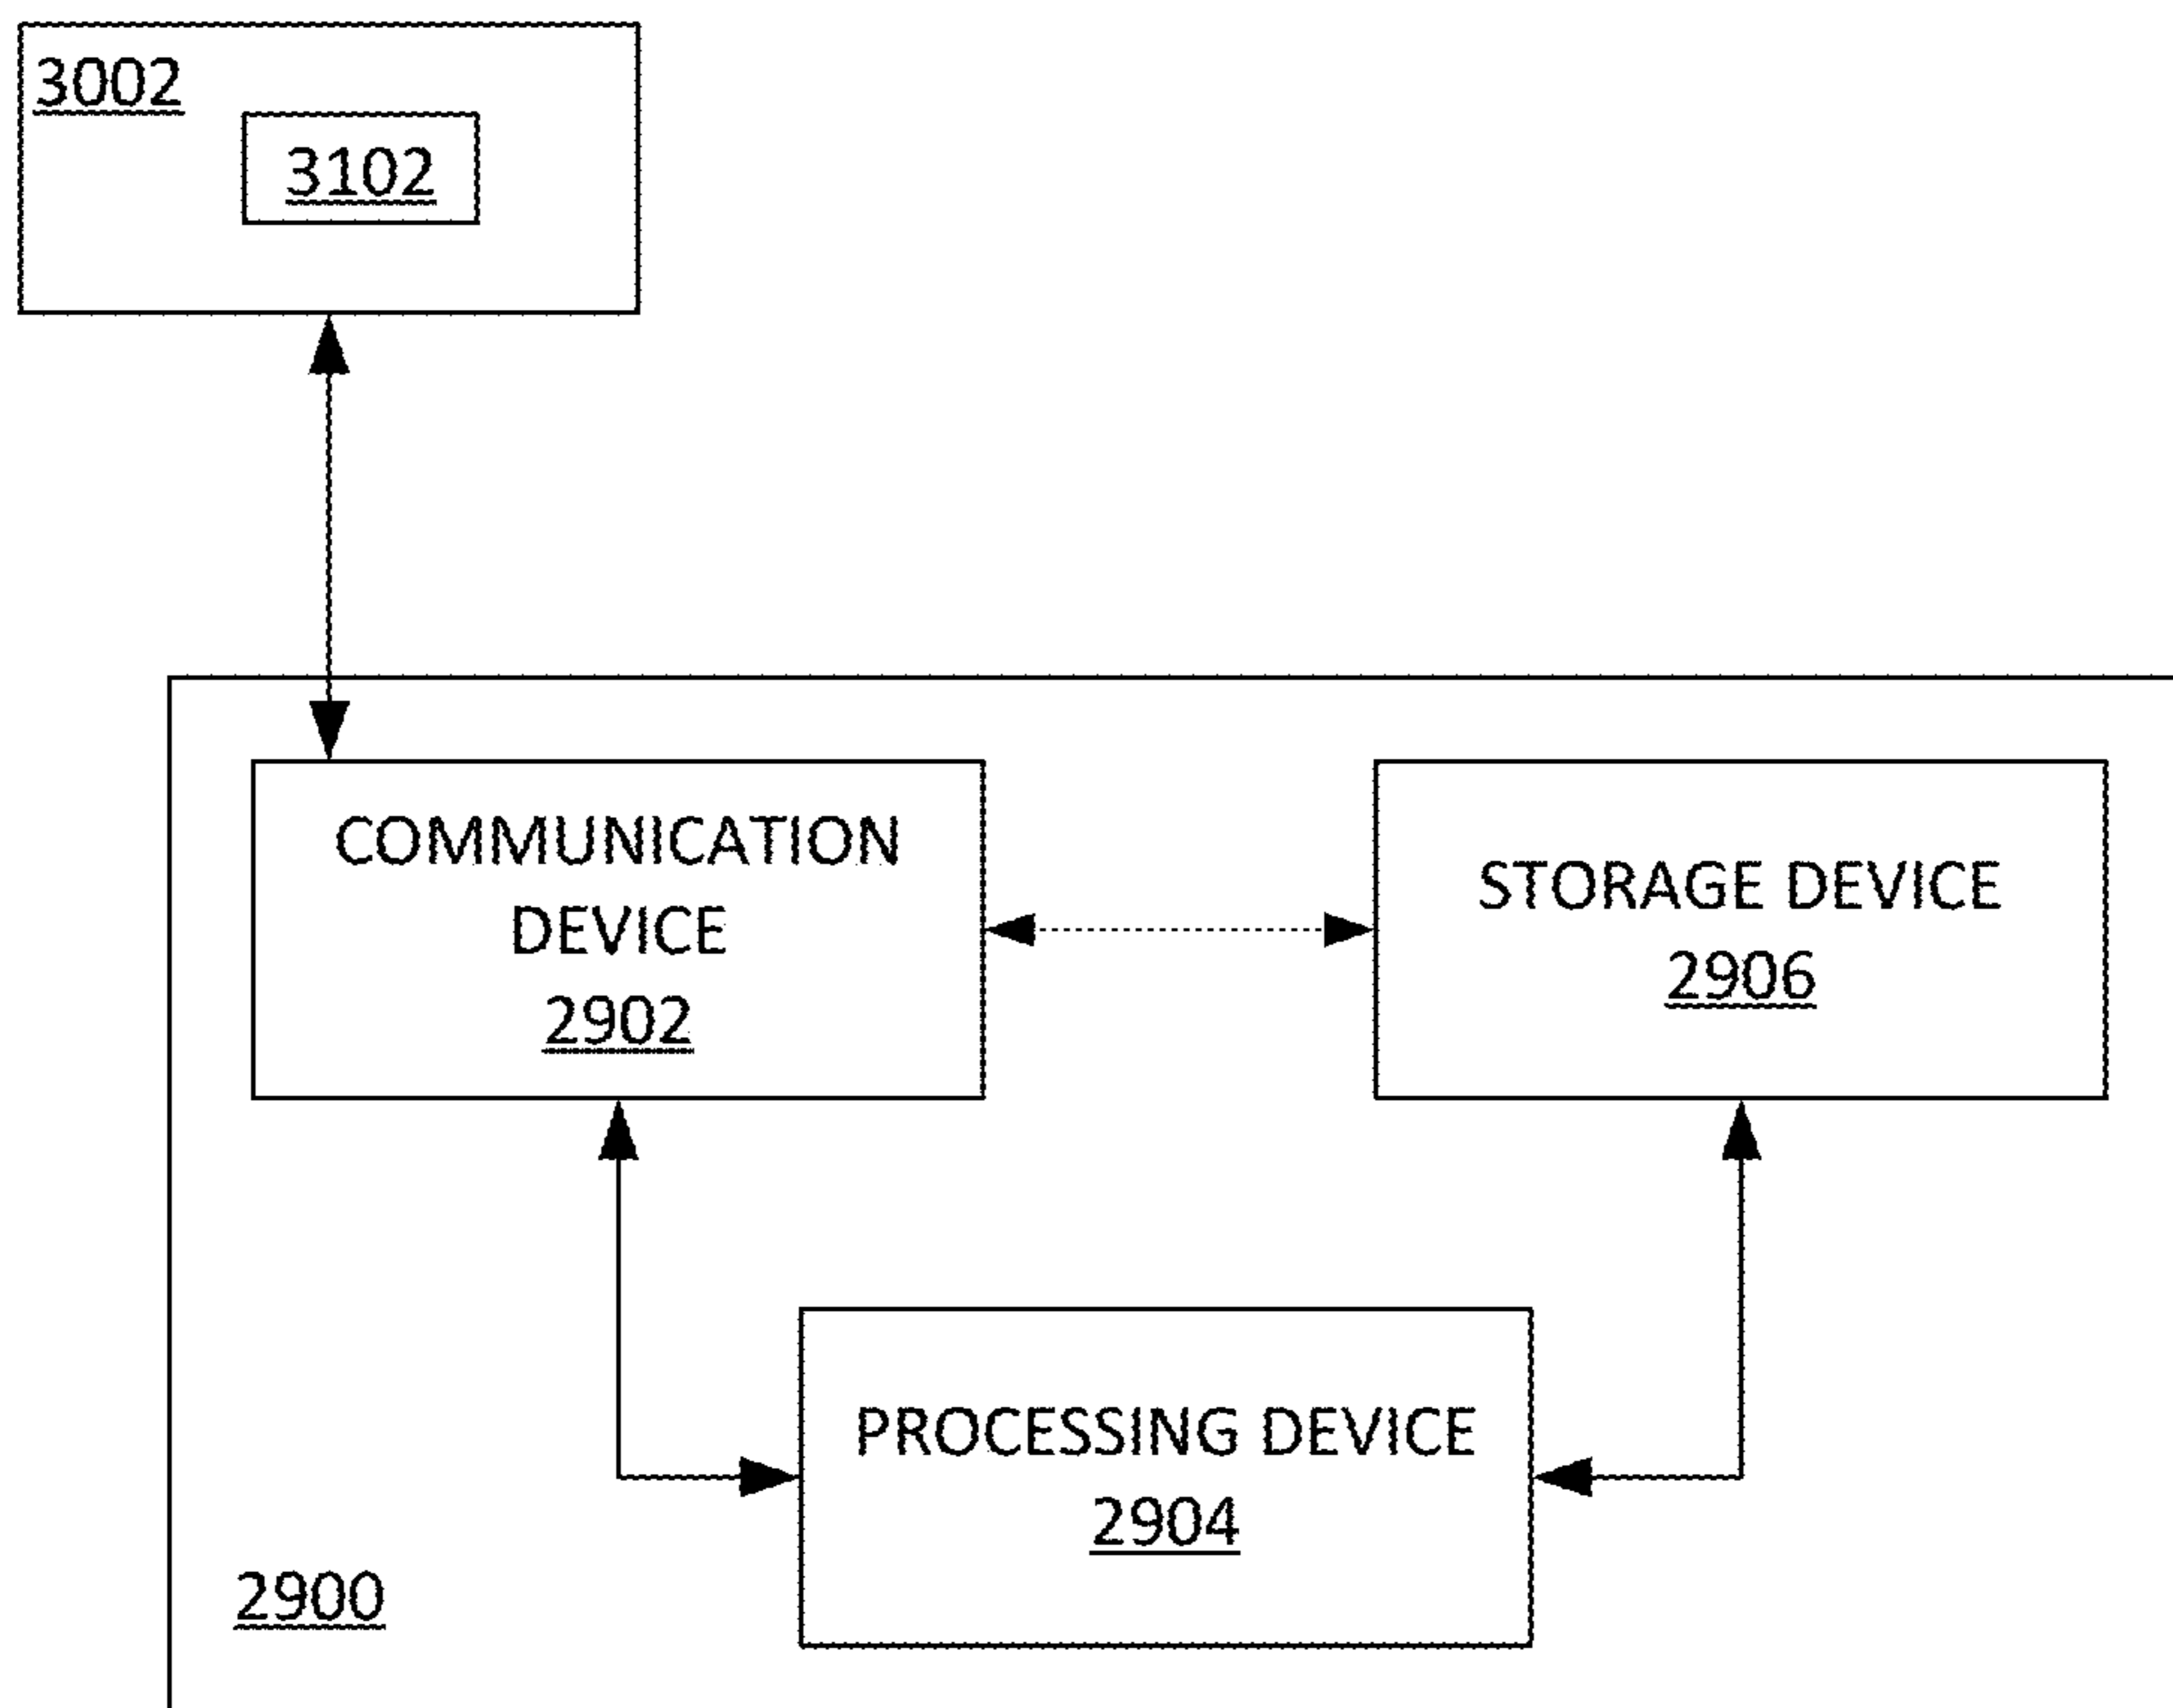 3002
3102
COMMUNICATION
DEVICE
2902
STORAGE DEVICE
2906
PROCESSING DEVICE
2904
2900